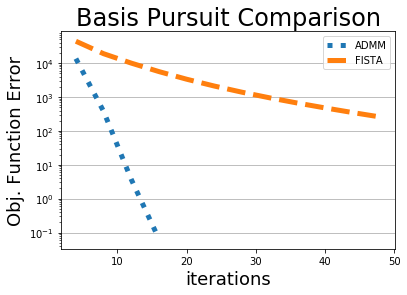 Basis Pursuit Comparison
Obj. Function Error
10⁴
10³
10²
10¹
10⁰
10⁻¹
ADMM
FISTA
10 20 30 40 50
iterations